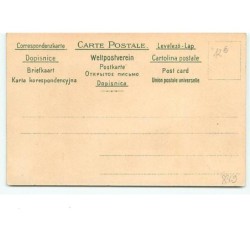 Correspondenzkarte
Dopisnice
Briefkaart
Karta korespondencyjna
CARTE POSTALE.
Weltpostverein
Postkarte
Открытое письмо
Dopisnica
Levelező-Lap.
Cartolina postale
Post card
Union postale universelle